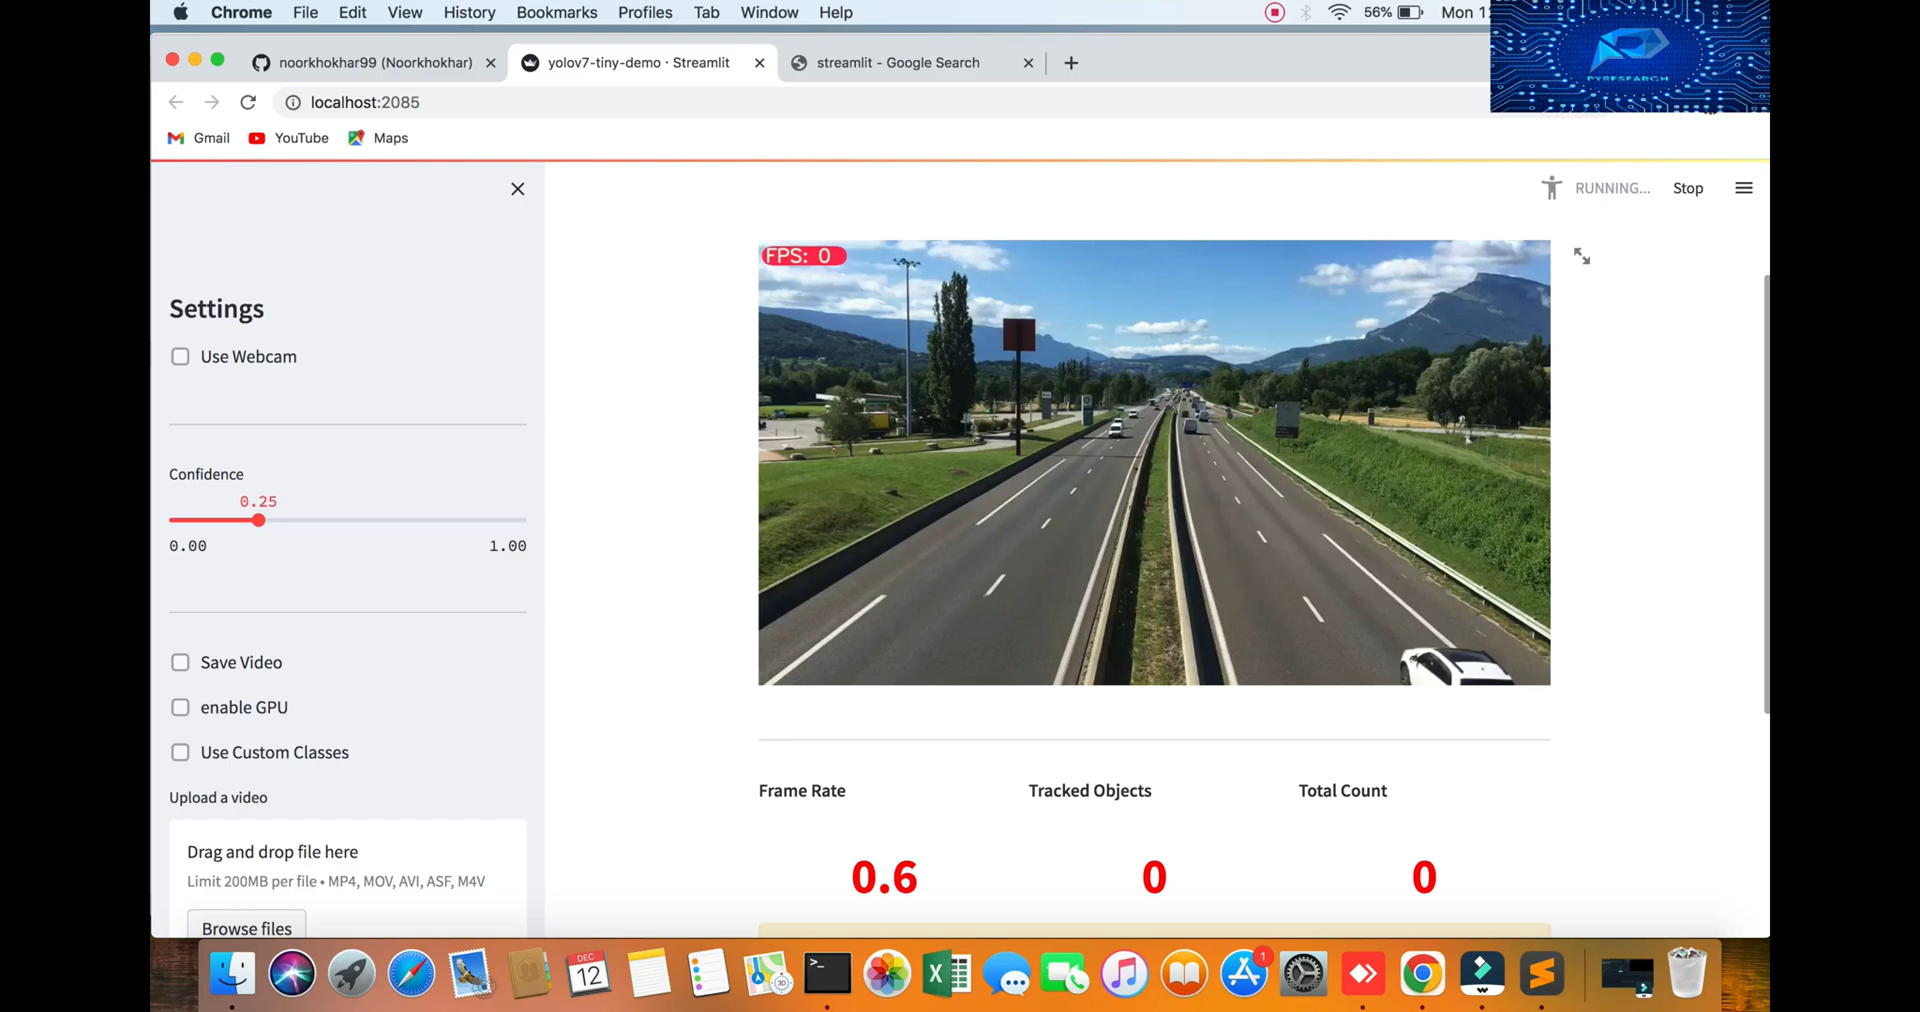 Chrome File Edit View History Bookmarks Profiles Tab Window Help
56% Mon 1
noorkhokhar99 (Noorkhokhar) yolov7-tiny-demo · Streamlit streamlit - Google Search
PYRESEARCH
localhost:2085
Gmail YouTube Maps
RUNNING... Stop
Settings
Use Webcam
Confidence
0.25
0.00 1.00
Save Video
enable GPU
Use Custom Classes
Upload a video
Drag and drop file here
Limit 200MB per file • MP4, MOV, AVI, ASF, M4V
Browse files
FPS: 0
Frame Rate Tracked Objects Total Count
0.6 0 0
DEC
12
3D
1